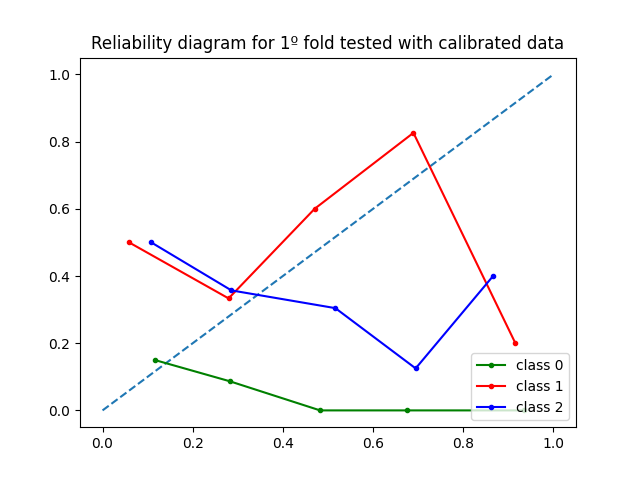 Reliability diagram for 1º fold tested with calibrated data
1.0
0.8
0.6
0.4
0.2
0.0
0.0 0.2 0.4 0.6 0.8 1.0
class 0
class 1
class 2